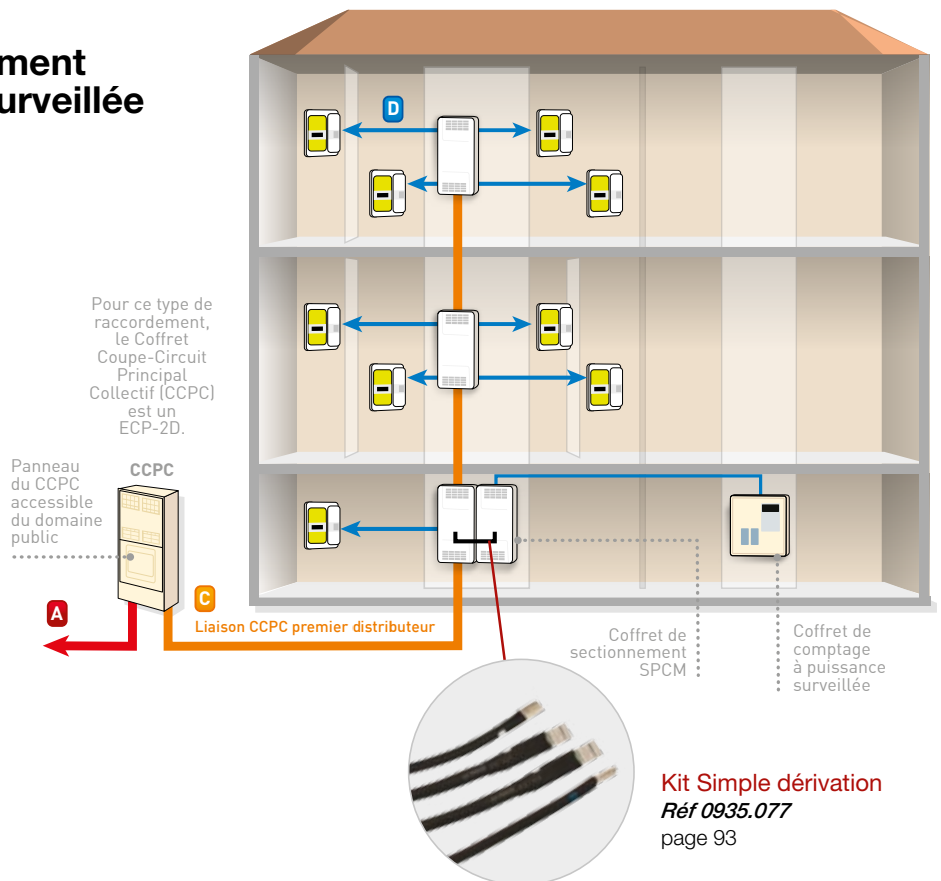 ment
urveillée
D
Pour ce type de
raccordement,
le Coffret
Coupe-Circuit
Principal
Collectif (CCPC)
est un
ECP-2D.
Panneau
du CCPC
accessible
du domaine
public
CCPC
A
C
Liaison CCPC premier distributeur
Coffret de
sectionnement
SPCM
Coffret de
comptage
à puissance
surveillée
Kit Simple dérivation
Réf 0935.077
page 93